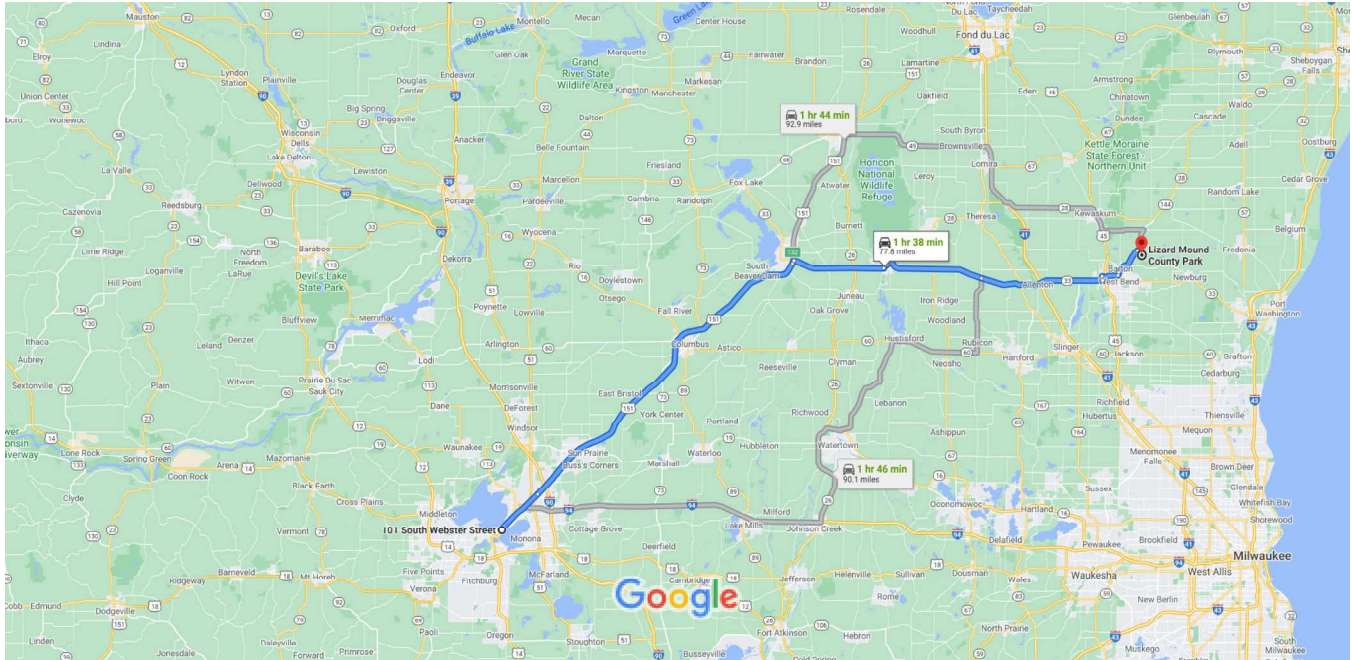 Mauston
Montello
Mecan
Marquette
Center House
Rosendale
Taycheedah
Glenbeulah
Lindina
Oxford
Buffalo Lake
Green Lake
Woodhull
Fond du Lac
Elroy
Lyndon
Station
Plainville
Glen Oak
Fairwater
Brandon
Lamartine
Plymouth
Sheboygan
Falls
Douglas
Center
Endeavor
Grand
River State
Wildlife Area
Markesan
Armstrong
Union Center
Big Spring
Briggsville
Kingston
Manchester
1 hr 44 min
92.9 miles
Oakfield
Eden
Chinatown
Waldo
Wisconsin
Dells
Dalton
Dundee
Cascade
Anacker
Belle Fountain
South Byron
Kettle Moraine
State Forest -
Northern Unit
Adell
Oostburg
Lake Delton
Lewiston
Friesland
Horicon
National
Wildlife
Refuge
Brownsville
La Valle
Dellwood
Marcellon
Fox Lake
Atwater
Leroy
Lomira
Cedar Grove
Reedsburg
Portage
Pardeeville
Cambria
Randolph
Random Lake
Cazenovia
Burnett
Theresa
Kewaskum
Belgium
Lime Ridge
North
Freedom
Baraboo
Wyocena
1 hr 38 min
77.8 miles
Lizard Mound
County Park
Fredonia
LaRue
Dekorra
Rio
South
Beaver Dam
Barton
Newburg
Loganville
Devil's Lake
State Park
Doylestown
Allenton
West Bend
Hill Point
Poynette
Otsego
Juneau
Iron Ridge
Port
Washington
Bluffview
Merrimac
Lowville
Fall River
Oak Grove
Woodland
Ithaca
Leland
Denzer
Arlington
Columbus
Astico
Hustisford
Rubicon
Slinger
Jackson
Grafton
Aubrey
Lodi
Reeseville
Clyman
Neosho
Hartford
Cedarburg
Sextonville
Plain
Witwen
Prairie Du Sac
Sauk City
Morrisonville
East Bristol
Lebanon
Richfield
Dane
DeForest
York Center
Richwood
Hubertus
Thiensville
Windsor
Portland
Ashippun
Mequon
Lone Rock
Spring Green
Arena
Mazomanie
Waunakee
Sun Prairie
Hubbleton
Watertown
Menomonee
Falls
Brown Deer
Buss's Corners
Marshall
Waterloo
1 hr 46 min
90.1 miles
Clyde
Black Earth
Cross Plains
Sussex
Glendale
Whitefish Bay
Middleton
Milford
Oconomowoc
Hartland
Shorewood
Vermont
101 South Webster Street
Monona
Cottage Grove
Lake Mills
Johnson Creek
Delafield
Pewaukee
Brookfield
Milwaukee
Ridgeway
Barneveld
Mt Horeb
Five Points
Fitchburg
McFarland
Deerfield
Cambridge
Jefferson
Helenville
Sullivan
Dousman
Wales
Waukesha
West Allis
Cobb
Edmund
Dodgeville
Verona
Google
Rome
New Berlin
Oregon
Paoli
Stoughton
Fort Atkinson
Hebron
North Prairie
Muskego
South
Milwaukee
Linden
Jonesdale
Daleyville
Forward
Primrose
Busseyville